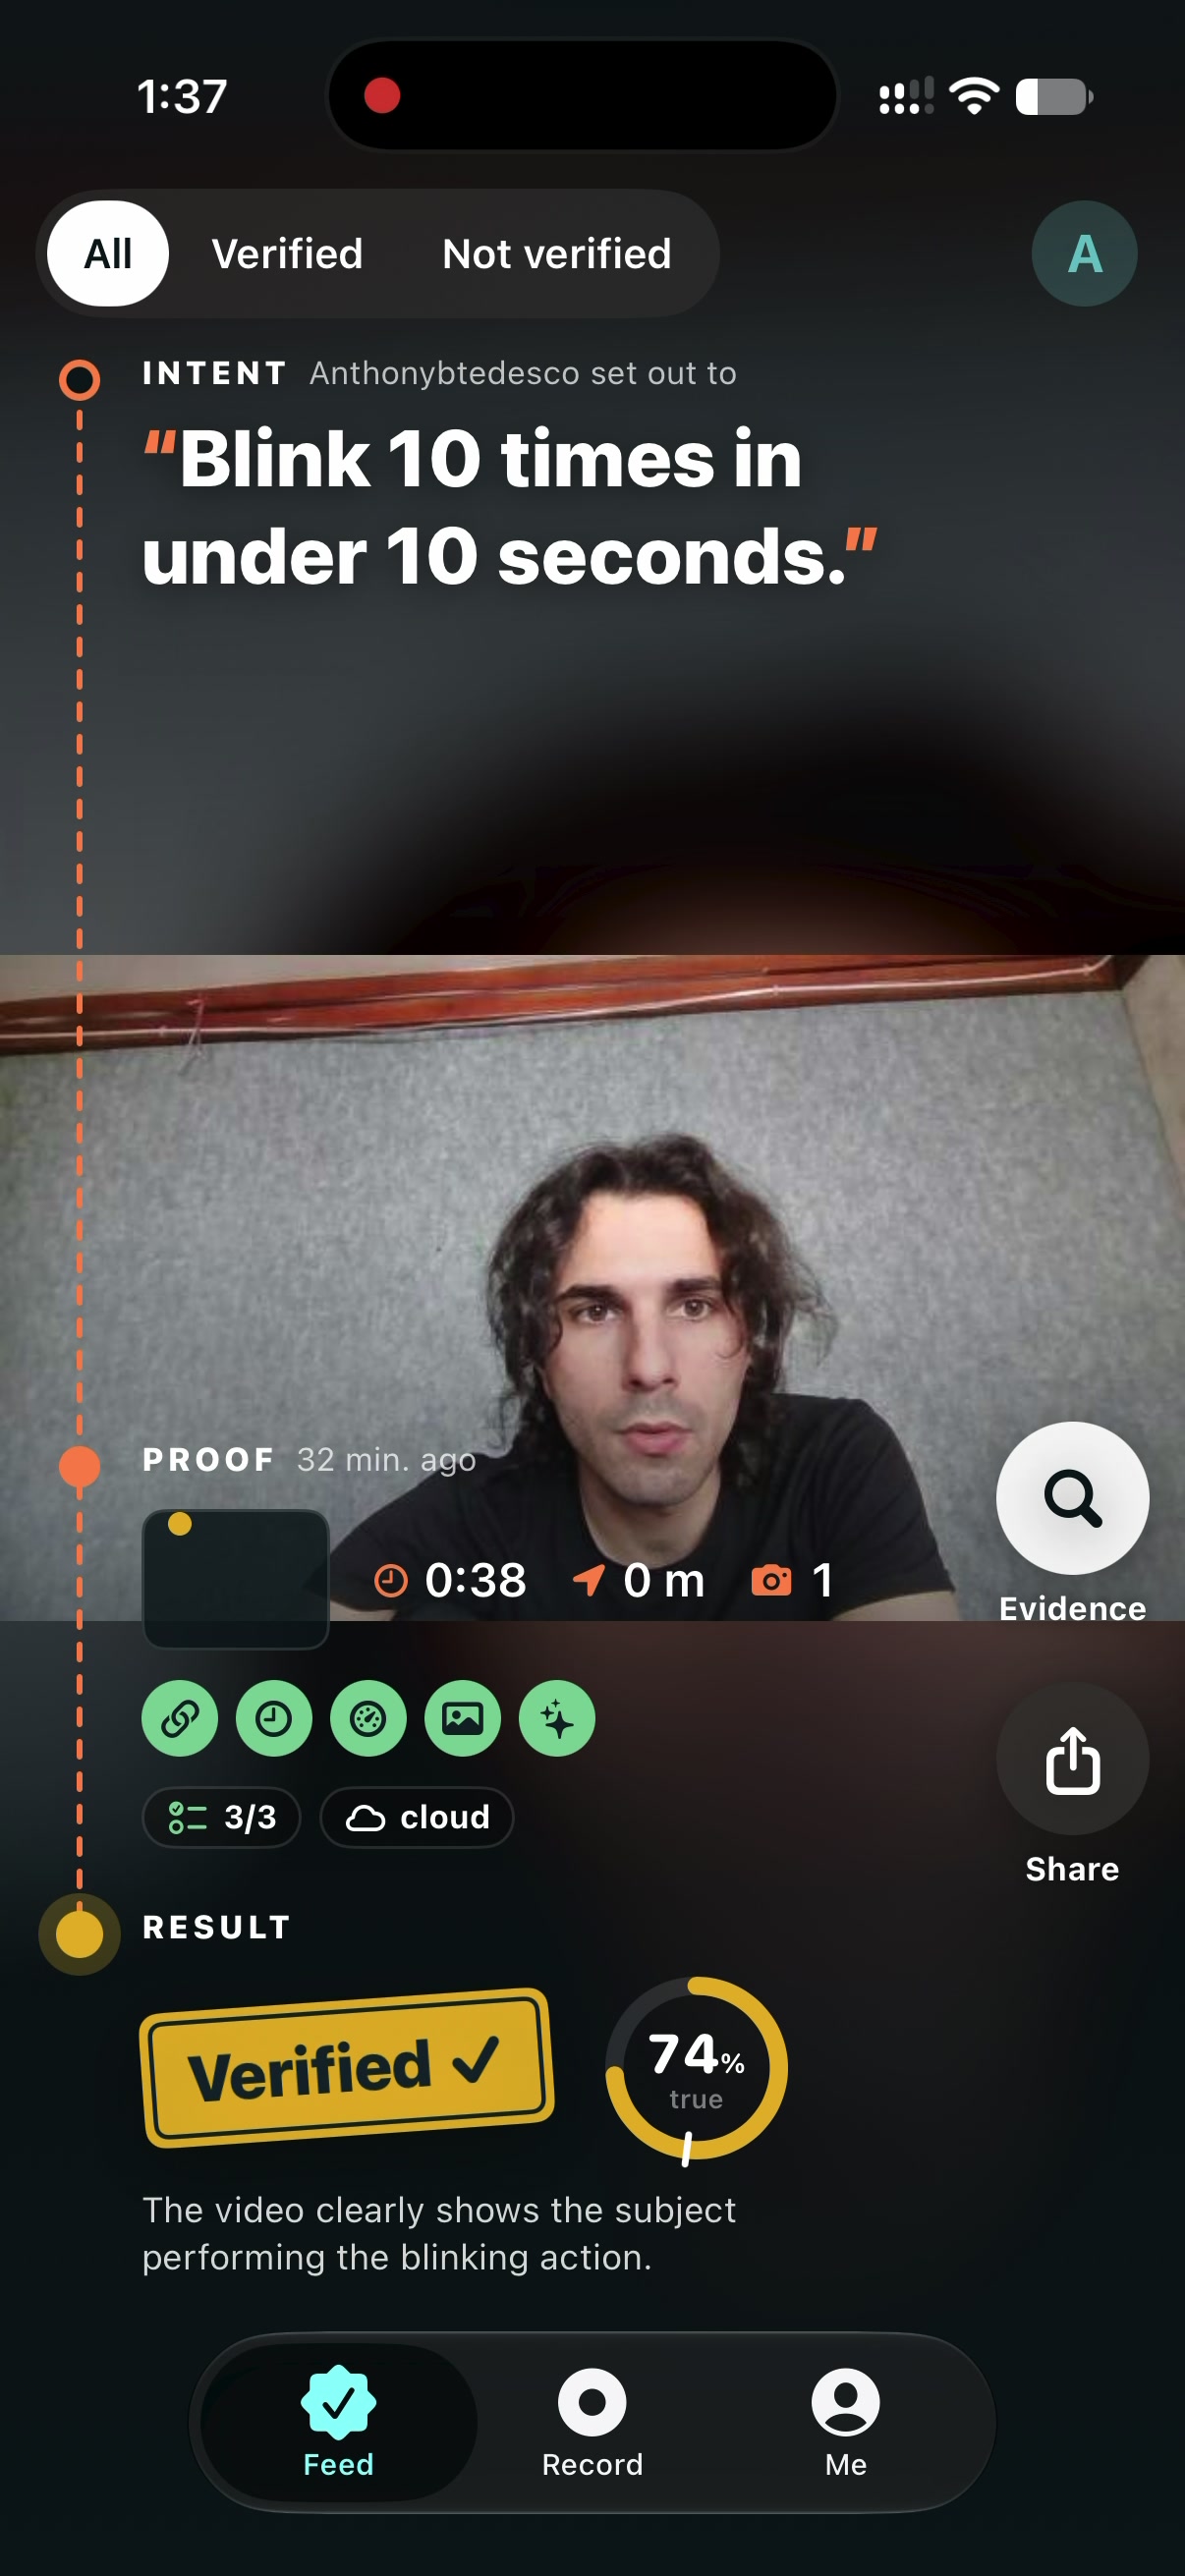 1:37
All Verified Not verified A
INTENT Anthonybtedesco set out to
“Blink 10 times in
under 10 seconds.”
PROOF 32 min. ago
0:38 0 m 1
Evidence
3/3 cloud
Share
RESULT
Verified ✓ 74%
true
The video clearly shows the subject
performing the blinking action.
Feed Record Me